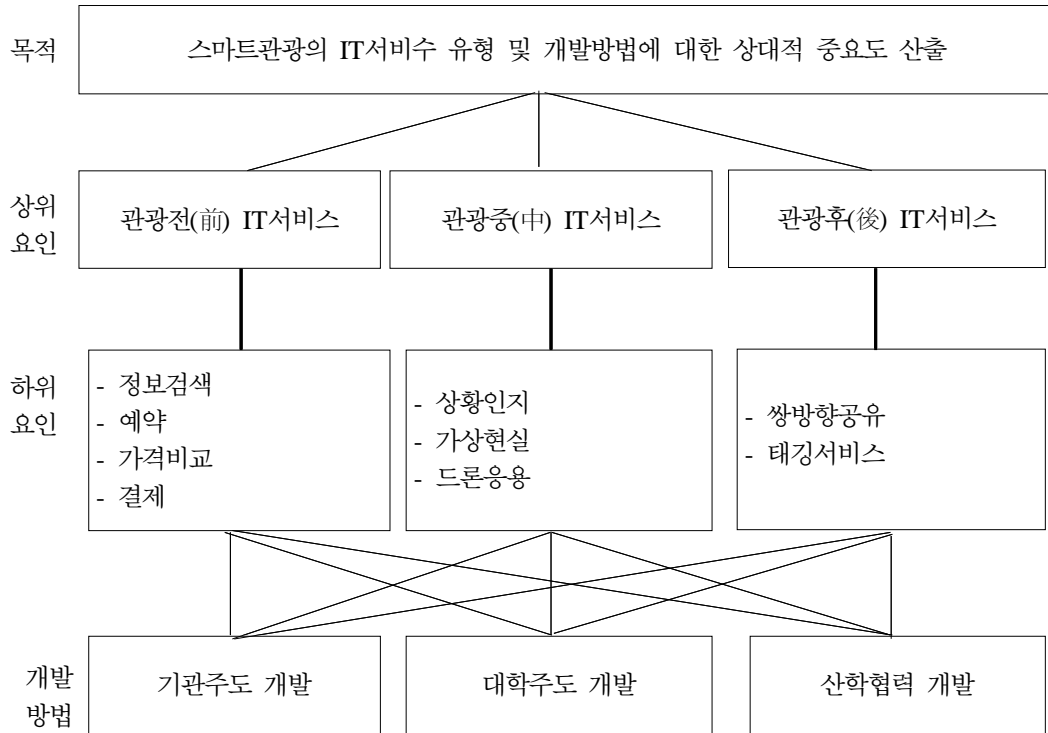 목적
스마트관광의 IT서비수 유형 및 개발방법에 대한 상대적 중요도 산출
상위
요인
관광전(前) IT서비스
관광중(中) IT서비스
관광후(後) IT서비스
하위
요인
- 정보검색
- 예약
- 가격비교
- 결제
- 상황인지
- 가상현실
- 드론응용
- 쌍방향공유
- 태깅서비스
개발
방법
기관주도 개발
대학주도 개발
산학협력 개발